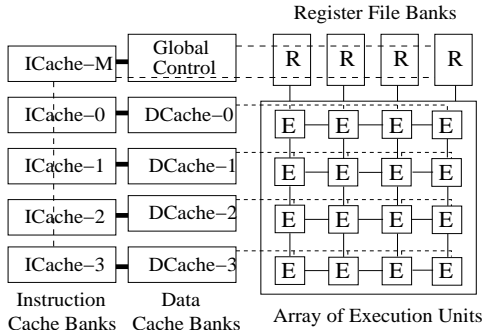 Register File Banks
Global
Control
ICache−M
R R R R
ICache−0 DCache−0
E E E E
ICache−1 DCache−1
E E E E
ICache−2 DCache−2
E E E E
ICache−3 DCache−3
E E E E
Instruction
Cache Banks
Data
Cache Banks
Array of Execution Units